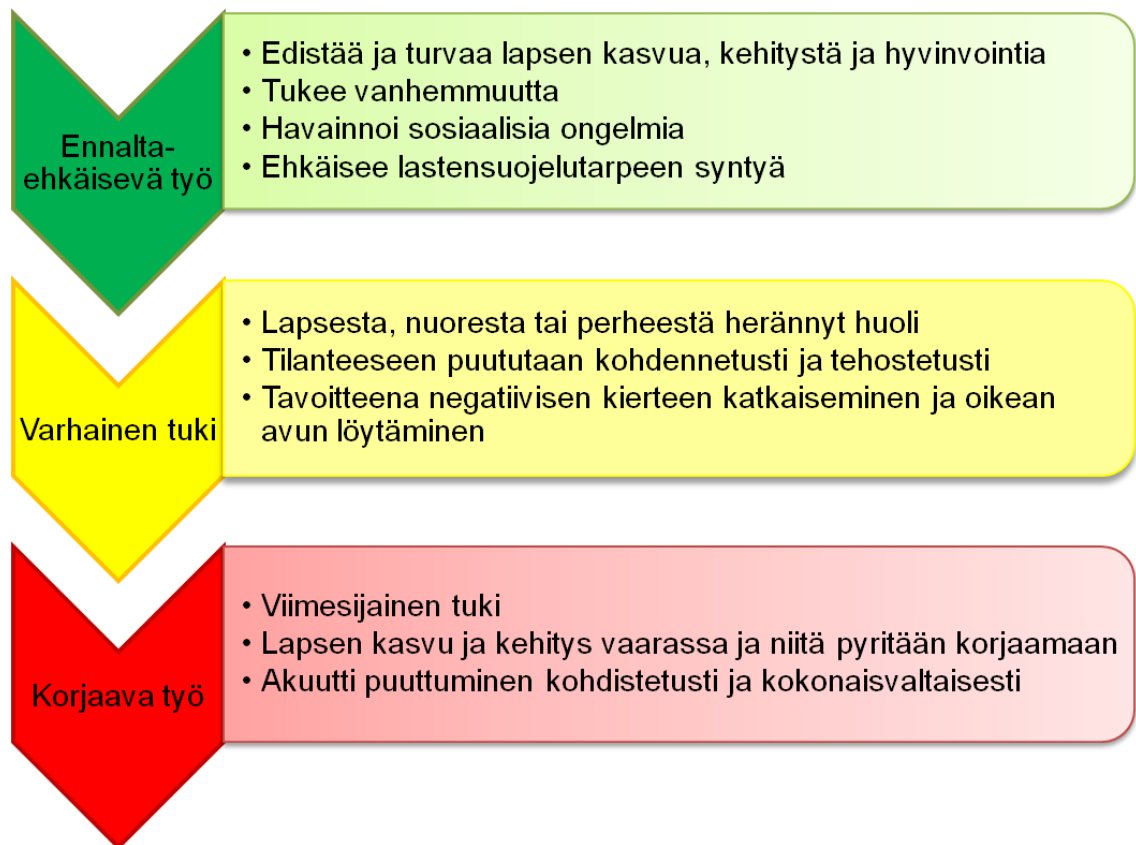 Ennalta-
ehkäisevä työ
• Edistää ja turvaa lapsen kasvua, kehitystä ja hyvinvointia
• Tukee vanhemmuutta
• Havainnoi sosiaalisia ongelmia
• Ehkäisee lastensuojelutarpeen syntyä
Varhainen tuki
• Lapsesta, nuoresta tai perheestä herännyt huoli
• Tilanteeseen puututaan kohdennetusti ja tehostetusti
• Tavoitteena negatiivisen kierteen katkaiseminen ja oikean
avun löytäminen
Korjaava työ
• Viimesijainen tuki
• Lapsen kasvu ja kehitys vaarassa ja niitä pyritään korjaamaan
• Akuutti puuttuminen kohdistetusti ja kokonaisvaltaisesti